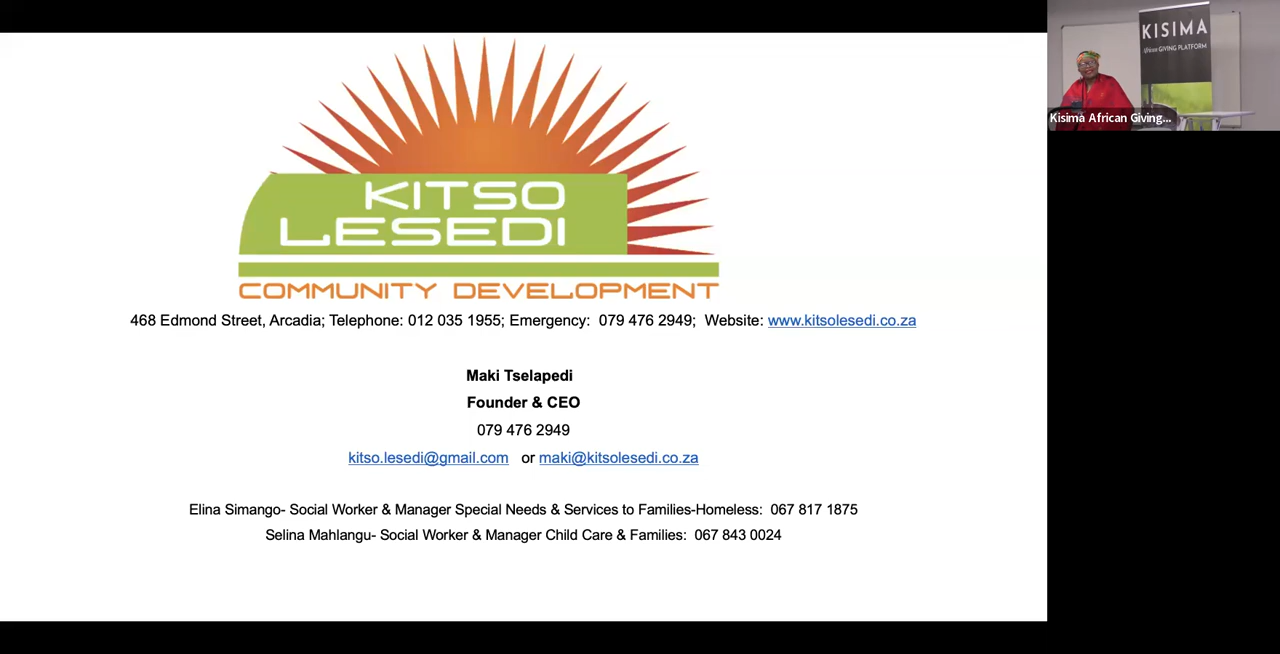 KITSO
LESEDI
COMMUNITY DEVELOPMENT
468 Edmond Street, Arcadia; Telephone: 012 035 1955; Emergency: 079 476 2949; Website: www.kitsolesedi.co.za
Maki Tselapedi
Founder & CEO
079 476 2949
kitso.lesedi@gmail.com or maki@kitsolesedi.co.za
Elina Simango- Social Worker & Manager Special Needs & Services to Families-Homeless: 067 817 1875
Selina Mahlangu- Social Worker & Manager Child Care & Families: 067 843 0024
KISIMA
African GIVING PLATFORM
Kisima African Giving...